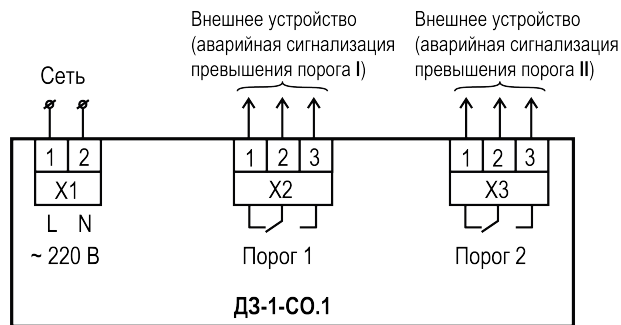 Внешнее устройство
(аварийная сигнализация
превышения порога I)
Внешнее устройство
(аварийная сигнализация
превышения порога II)
Сеть
1 2
1 2 3
1 2 3
X1
X2
X3
L N
~ 220 В
Порог 1
Порог 2
ДЗ-1-СО.1